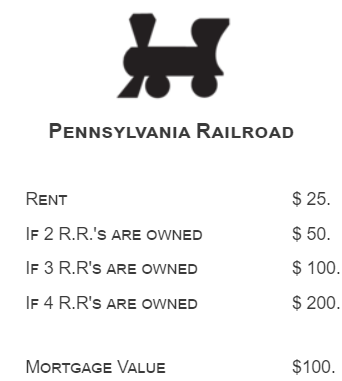 Pennsylvania Railroad
Rent $ 25.
If 2 R.R.'s are owned $ 50.
If 3 R.R's are owned $ 100.
If 4 R.R's are owned $ 200.
Mortgage Value $100.